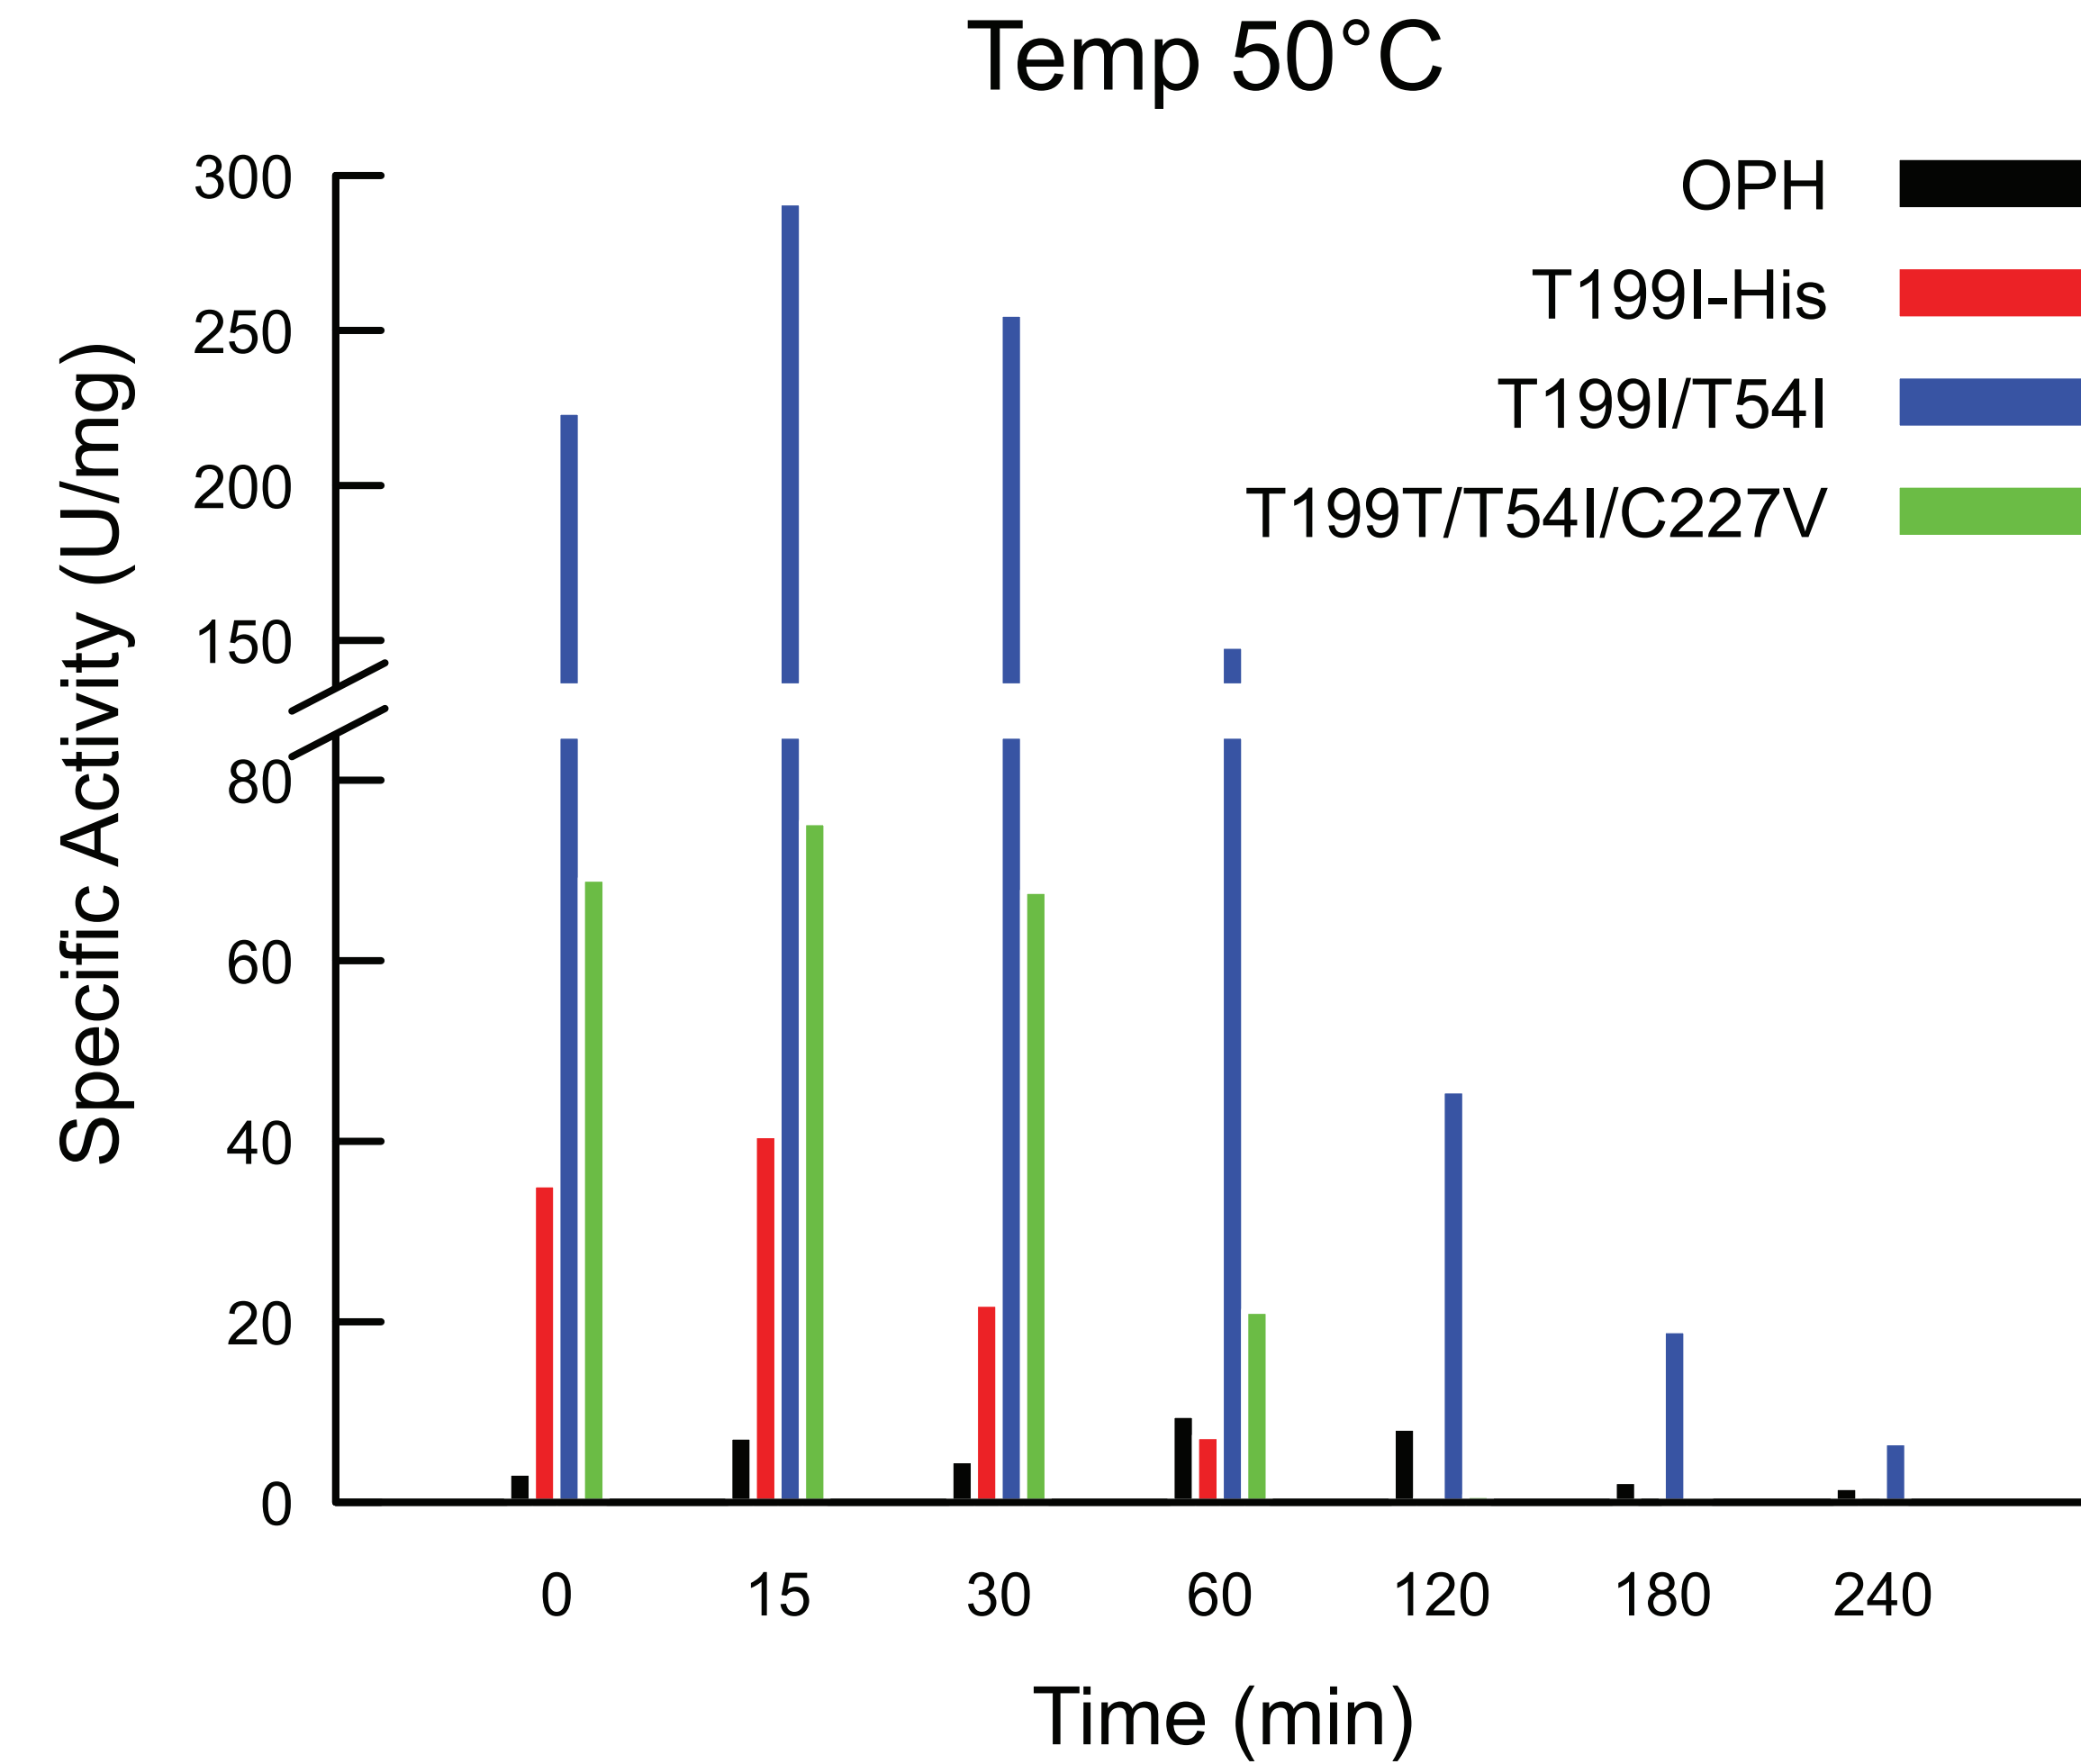 Temp 50°C
OPH
T199I-His
T199I/T54I
T199T/T54I/C227V
Specific Activity (U/mg)
300
250
200
150
80
60
40
20
0
0 15 30 60 120 180 240
Time (min)